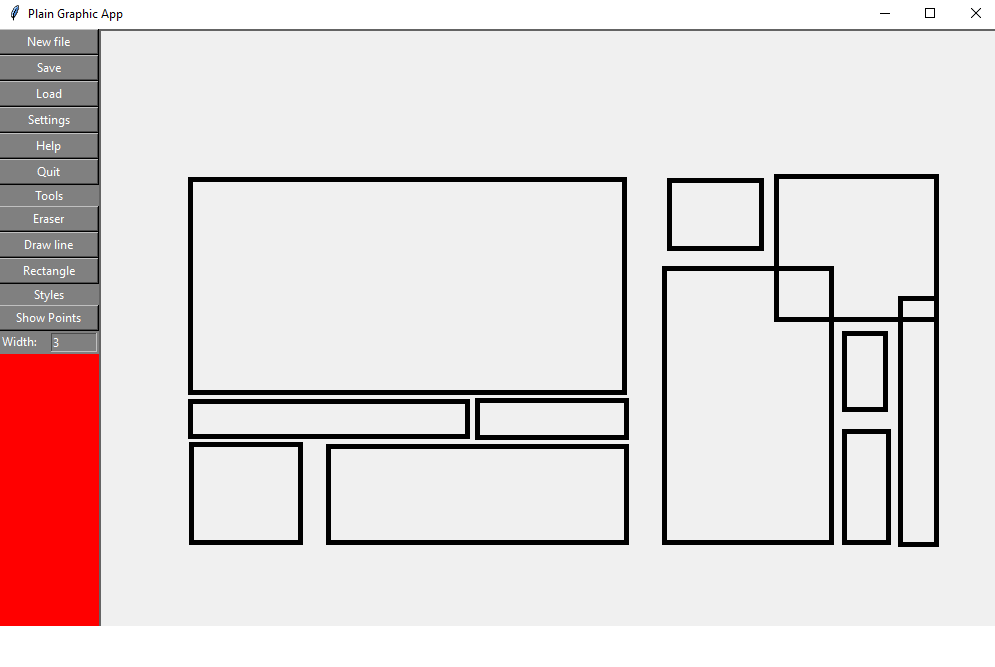 Plain Graphic App
New file
Save
Load
Settings
Help
Quit
Tools
Eraser
Draw line
Rectangle
Styles
Show Points
Width: 3